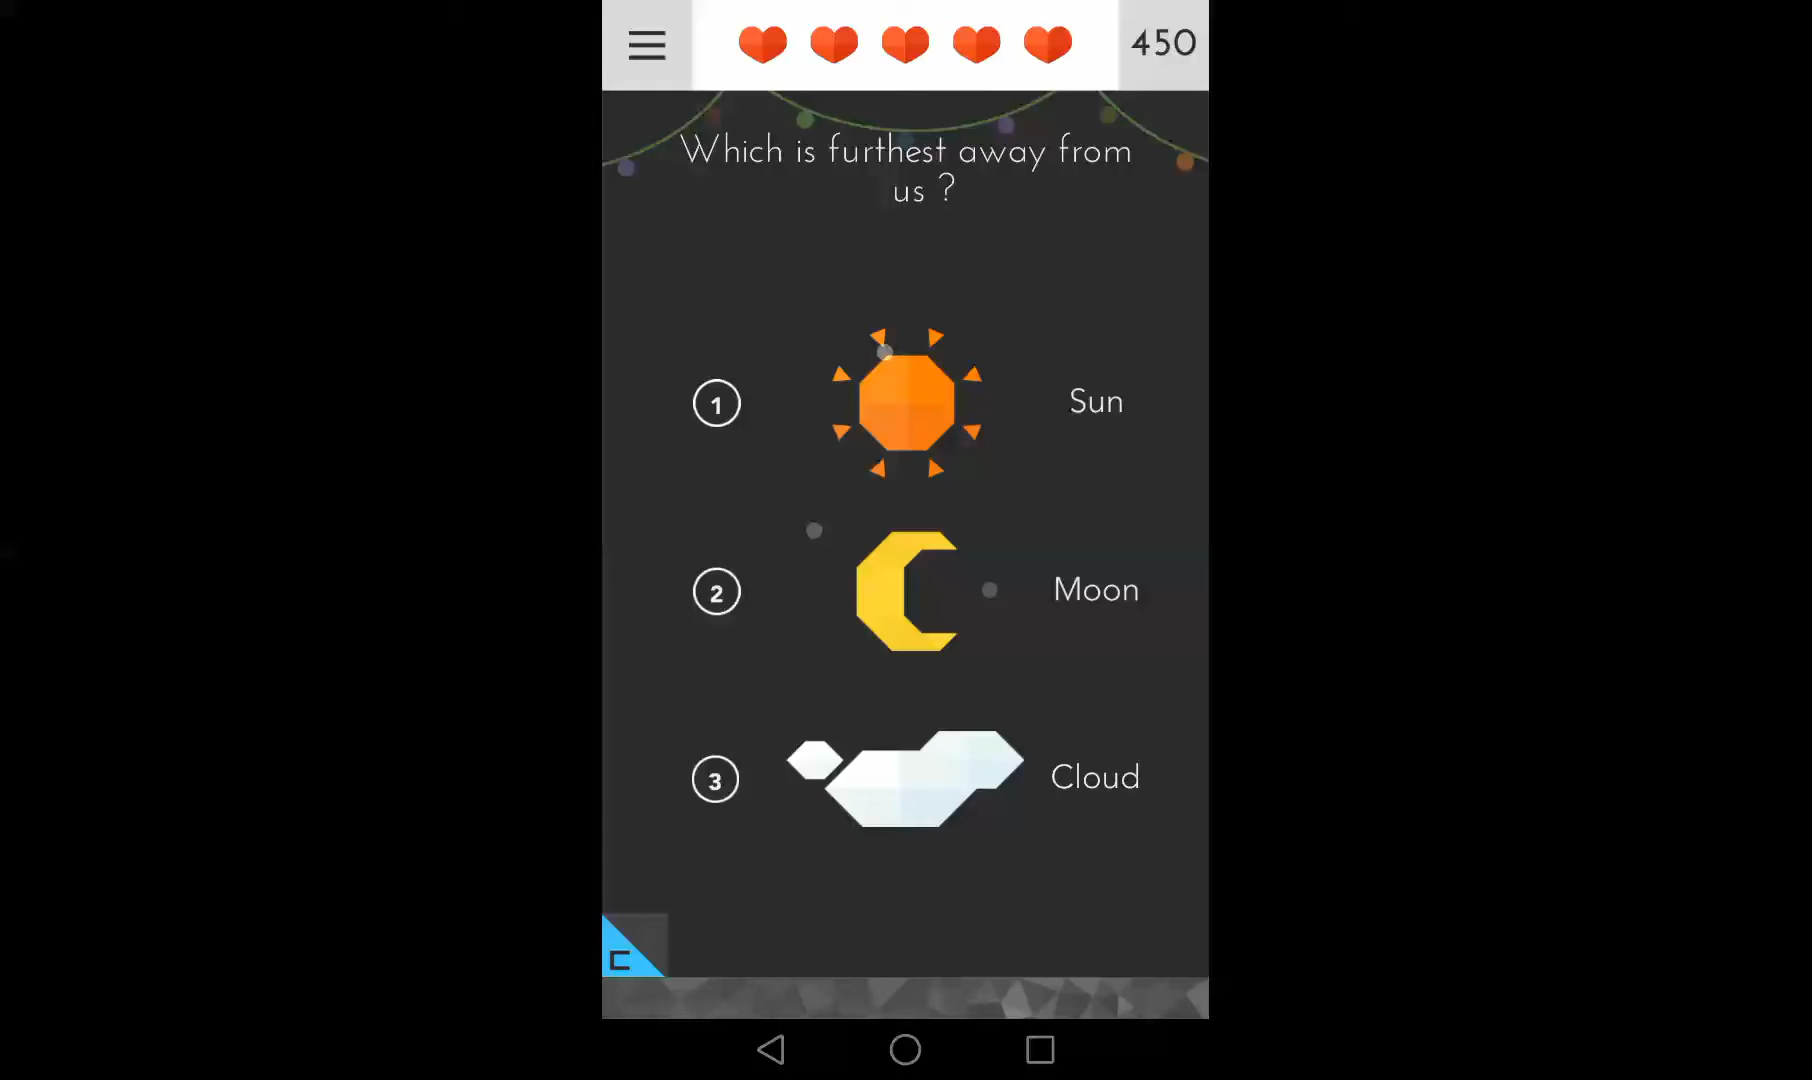 450
Which is furthest away from
us ?
1 Sun
2 Moon
3 Cloud